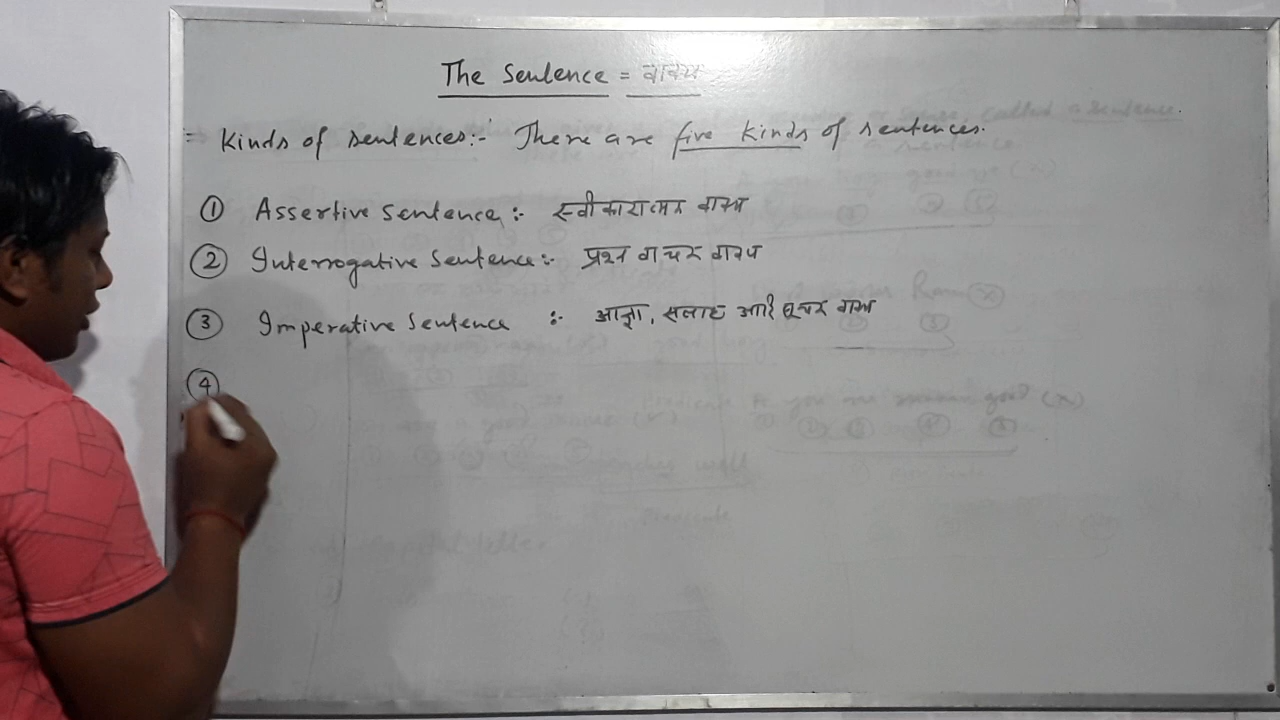 The Sentence = वाक्य
= Kinds of sentences:- There are five kinds of sentences.
① Assertive Sentence :- स्वीकारात्मक वाक्य
② Interrogative Sentence :- प्रश्न वाचक वाक्य
③ Imperative Sentence :- आज्ञा, सलाह आदि सूचक वाक्य
④